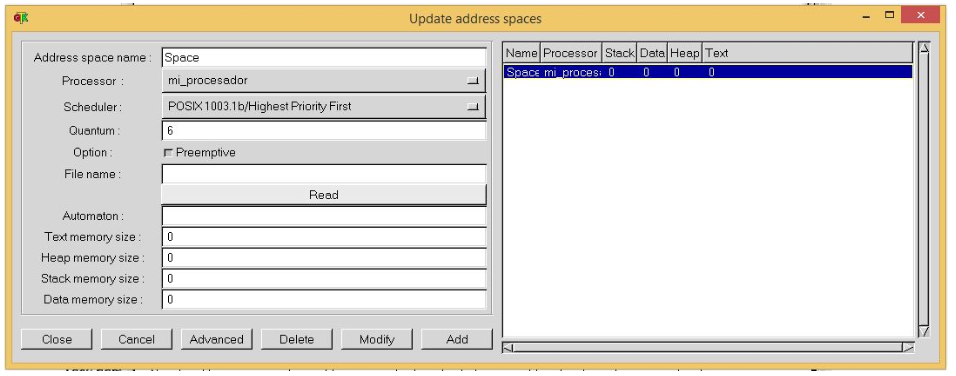 Update address spaces
Address space name : Space
Processor : mi_procesador
Scheduler : POSIX 1003.1b/Highest Priority First
Quantum : 6
Option : Preemptive
File name :
Read
Automaton :
Text memory size : 0
Heap memory size : 0
Stack memory size : 0
Data memory size : 0
Close Cancel Advanced Delete Modify Add
Name Processor Stack Data Heap Text
Space mi_proces 0 0 0 0